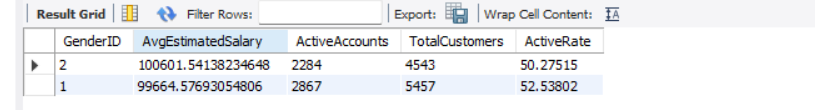 Result Grid Filter Rows: Export: Wrap Cell Content:
GenderID AvgEstimatedSalary ActiveAccounts TotalCustomers ActiveRate
2 100601.54138234648 2284 4543 50.27515
1 99664.57693054806 2867 5457 52.53802